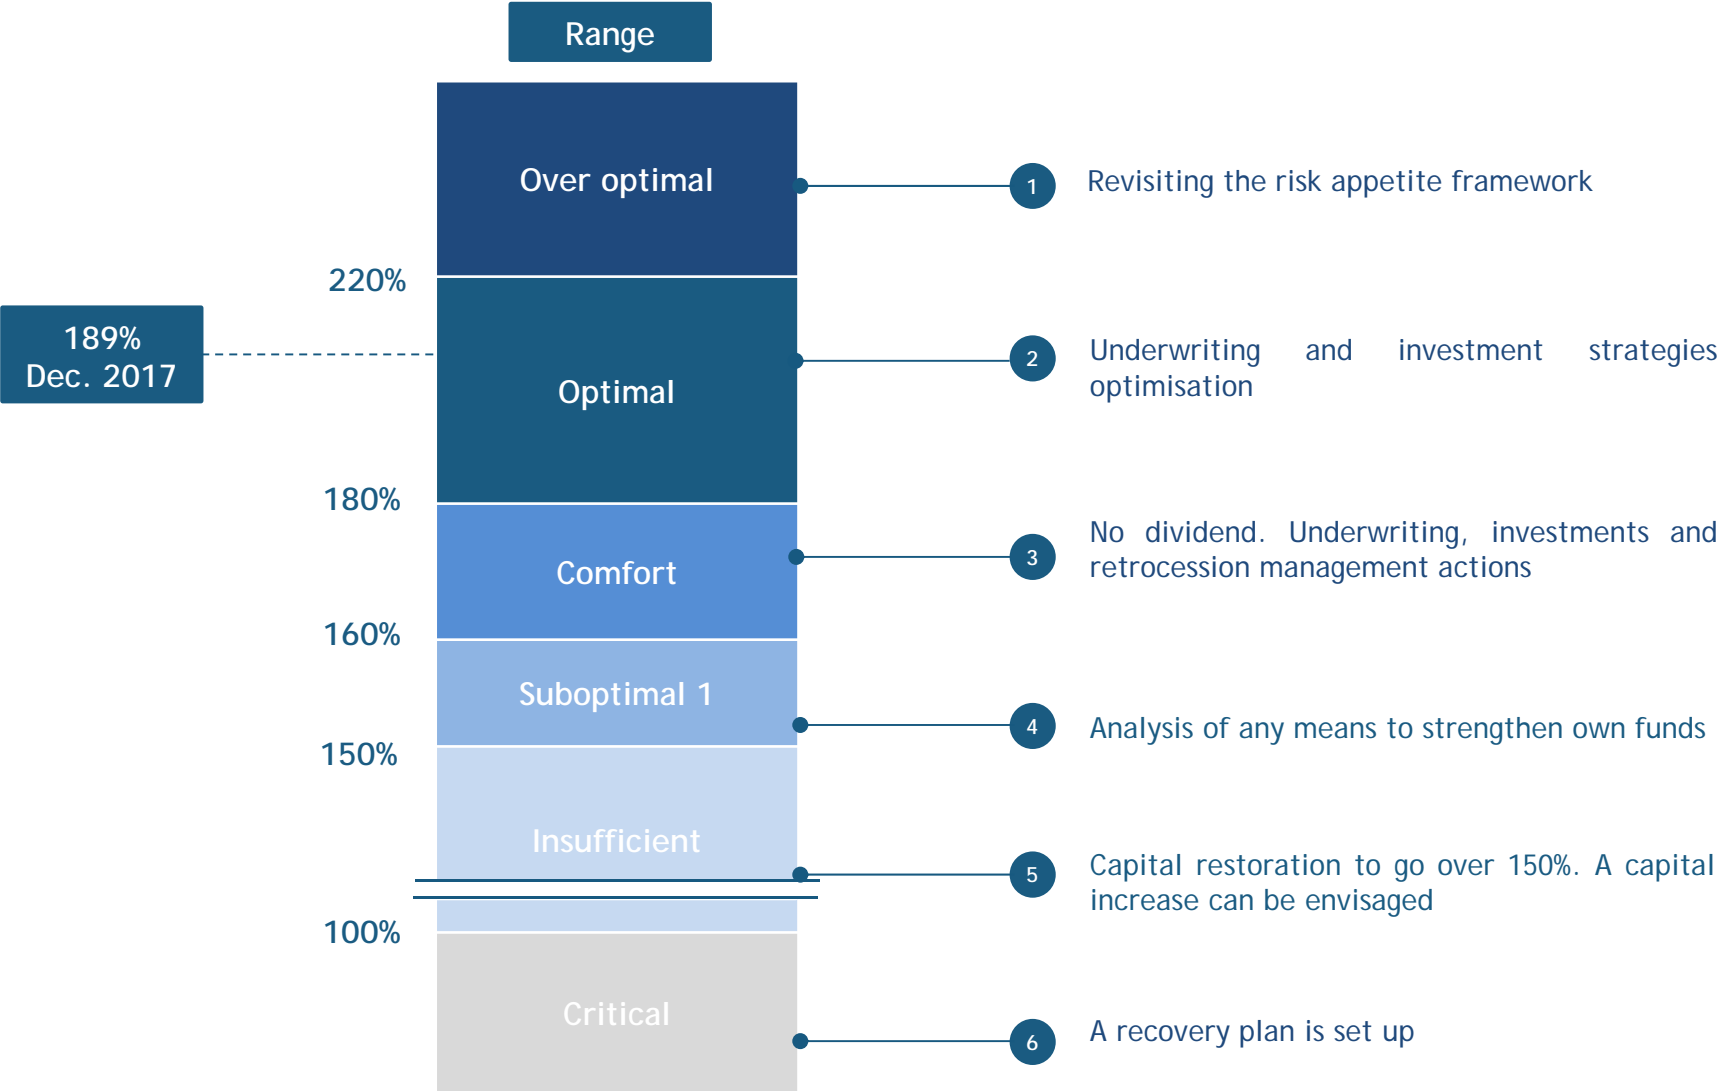 Range
Over optimal
1
Revisiting the risk appetite framework
220%
189%
Dec. 2017
Optimal
2
Underwriting and investment strategies
optimisation
180%
Comfort
3
No dividend. Underwriting, investments and
retrocession management actions
160%
Suboptimal 1
4
Analysis of any means to strengthen own funds
150%
Insufficient
5
Capital restoration to go over 150%. A capital
increase can be envisaged
100%
Critical
6
A recovery plan is set up